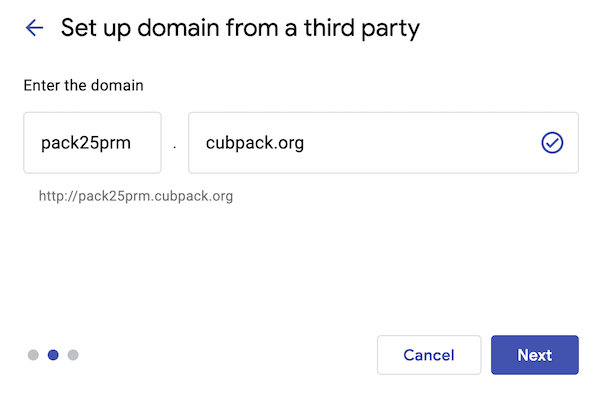 Set up domain from a third party
Enter the domain
pack25prm . cubpack.org
http://pack25prm.cubpack.org
Cancel Next